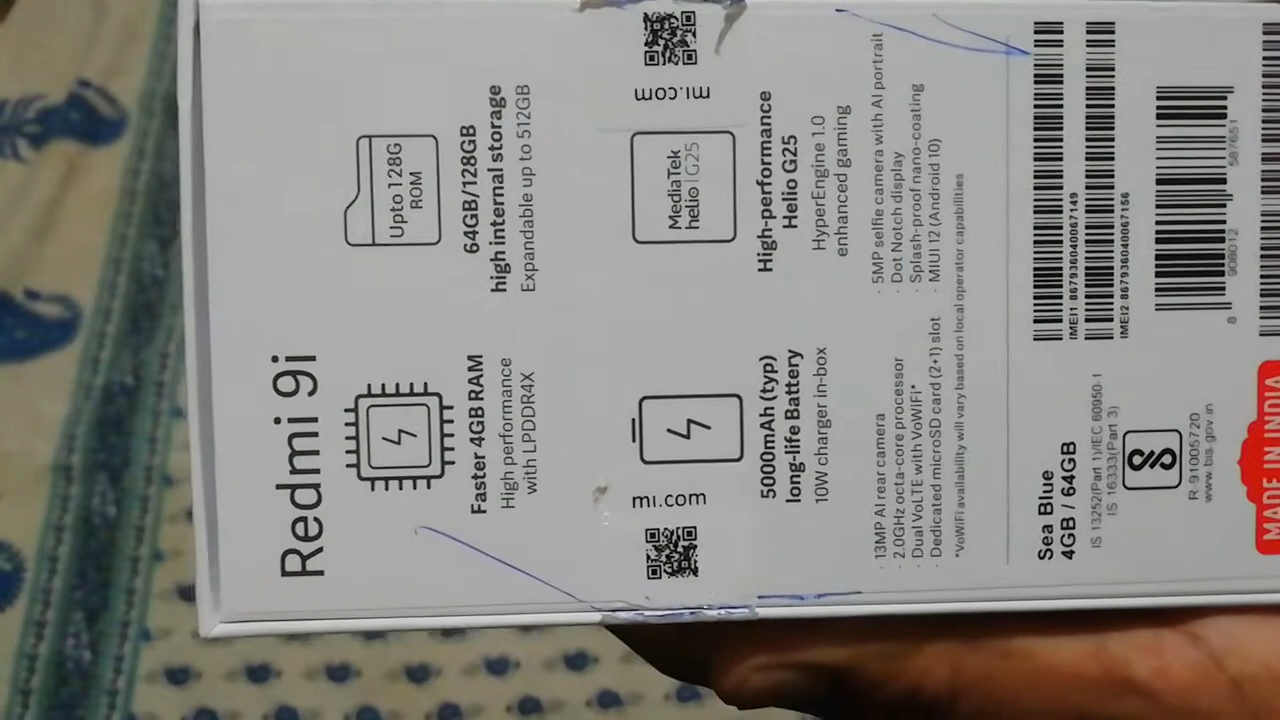 Redmi 9i
Upto 128G
ROM
Faster 4GB RAM
High performance
with LPDDR4X
64GB/128GB
high internal storage
Expandable up to 512GB
mi.com
mi.com
5000mAh (typ)
long-life Battery
10W charger in-box
MediaTek
helio G25
High-performance
Helio G25
HyperEngine 1.0
enhanced gaming
· 13MP AI rear camera
· 2.0GHz octa-core processor
· Dual VoLTE with VoWiFi*
· Dedicated microSD card (2+1) slot
· 5MP selfie camera with AI portrait
· Dot Notch display
· Splash-proof nano-coating
· MIUI 12 (Android 10)
*VoWiFi availability will vary based on local operator capabilities
Sea Blue
4GB / 64GB
IS 13252(Part 1)/IEC 60950-1
IS 16333(Part 3)
R-91005720
www.bis.gov.in
IMEI1 867936040067149
IMEI2 867936040067156
8 908012 587651
MADE IN INDIA